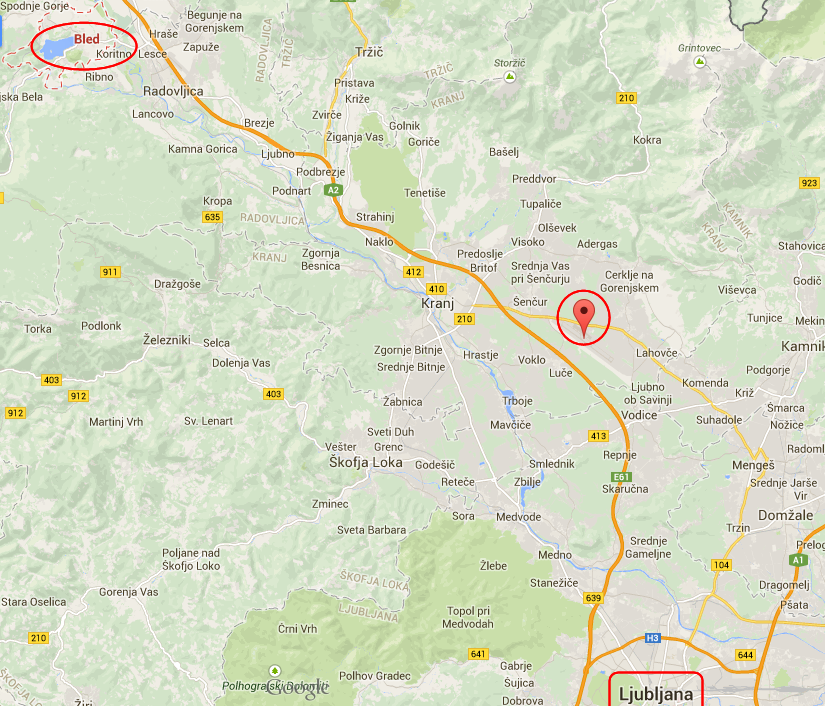 Spodnje Gorje
Begunje na
Gorenjskem
Hraše
Bled
Zapuže
Koritno
Lesce
Tržič
Grintovec
Storžič
RADOVLJICA
TRŽIČ
Ribno
TRŽIČ
KRANJ
Pristava
Radovljica
Križe
210
jska Bela
Lancovo
Zvirče
Brezje
Golnik
Žiganja Vas
Goriče
Kokra
Kamna Gorica
Ljubno
Bašelj
Podbrezje
Preddvor
923
Podnart
A2
Tenetiše
Kropa
Tupaliče
635
RADOVLJICA
Strahinj
KAMNIK
KRANJ
Olševek
Naklo
Visoko
Adergas
Stahovica
KRANJ
Zgornja
Besnica
Predoslje
Britof
412
Srednja Vas
pri Šenčurju
Cerklje na
Gorenjskem
911
Dražgoše
410
Godič
Viševca
Kranj
Šenčur
210
Tunjice
Mekin
Torka
Podlonk
Železniki
Selca
Zgornje Bitnje
Hrastje
Voklo
Lahovče
Kamnik
Dolenja Vas
Srednje Bitnje
Luče
Podgorje
403
912
403
Žabnica
Trboje
Ljubno
ob Savinji
Komenda
Križ
912
Martinj Vrh
Sv. Lenart
Mavčiče
Vodice
Suhadole
Šmarca
Nožice
Sveti Duh
413
Vešter
Grenc
Repnje
Radoml
Škofja Loka
Godešič
Smlednik
Mengeš
Reteče
Zbilje
E61
Skaručna
Srednje Jarše
Vir
Zminec
Sora
Medvode
Domžale
Sveta Barbara
Trzin
Poljane nad
Škofjo Loko
Medno
Srednje
Gameljne
Prelog
A1
Žlebe
104
Gorenja Vas
ŠKOFJA LOKA
Stanežiče
Dragomelj
Stara Oselica
LJUBLJANA
639
Pšata
Topol pri
Medvodah
210
Črni Vrh
H3
641
644
Gabrje
ŠKOFJA
Polhograjski Dolomiti
Google
Polhov Gradec
Šujica
Ljubljana
Žiri
Dobrova